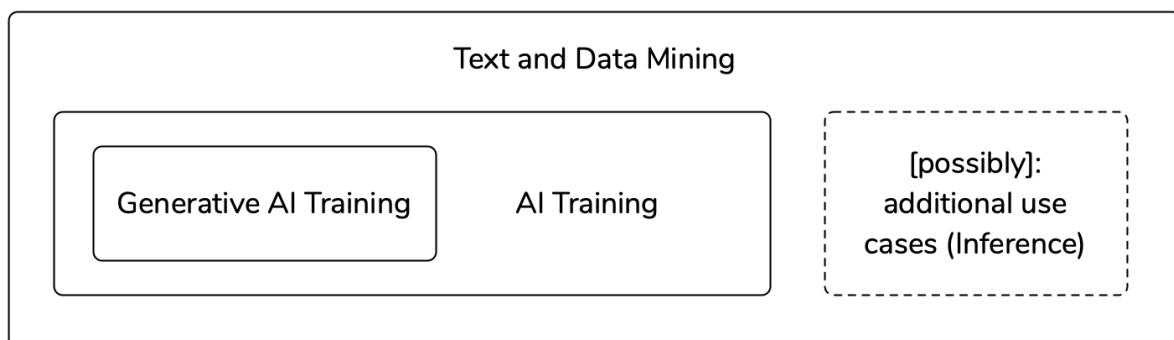 Text and Data Mining
Generative AI Training
AI Training
[possibly]:
additional use
cases (Inference)